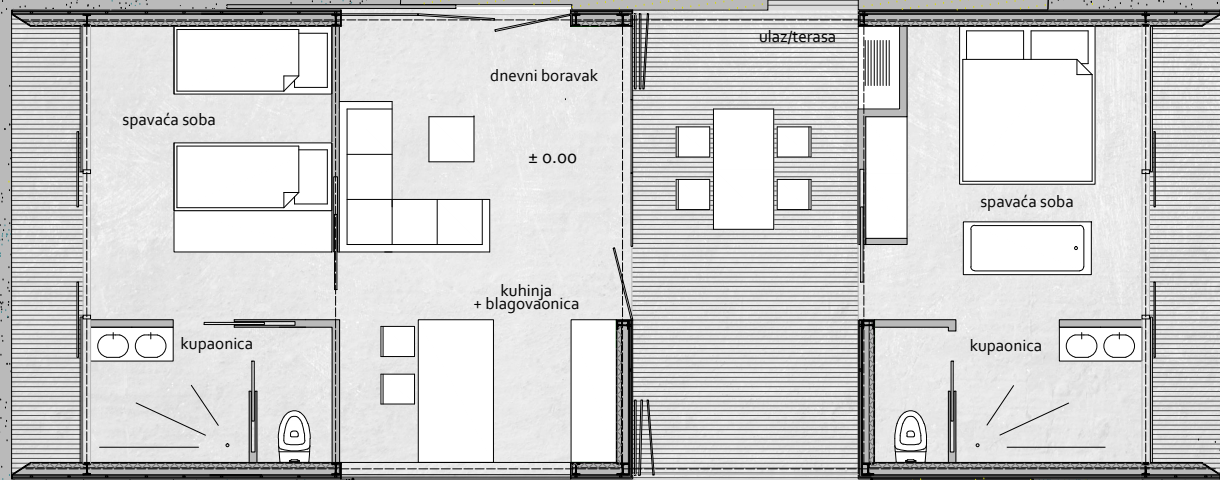 ulaz/terasa
dnevni boravak
spavaća soba
± 0.00
spavaća soba
kuhinja
+ blagovaonica
kupaonica
kupaonica